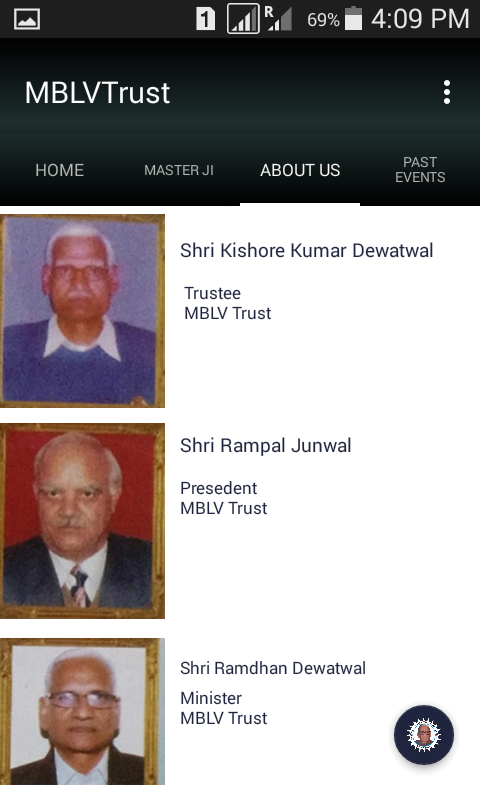 1 R 69% 4:09 PM
MBLVTrust
HOME MASTER JI ABOUT US PAST
EVENTS
Shri Kishore Kumar Dewatwal
Trustee
MBLV Trust
Shri Rampal Junwal
Presedent
MBLV Trust
Shri Ramdhan Dewatwal
Minister
MBLV Trust